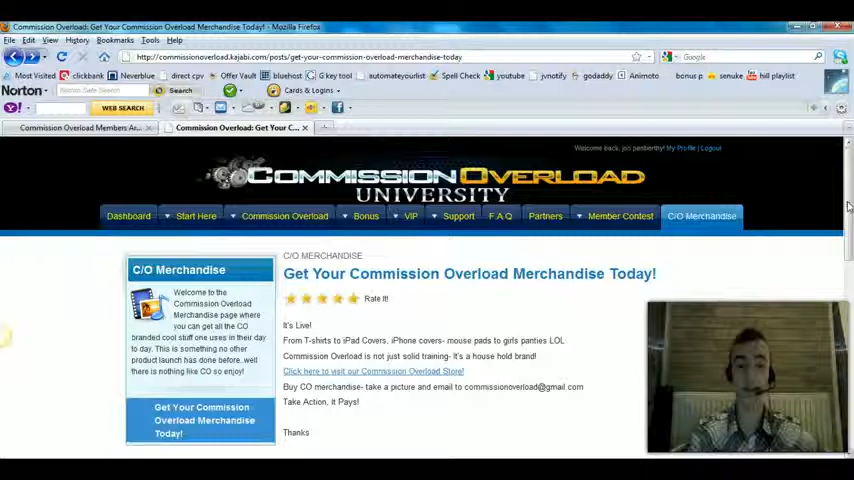 Commission Overload: Get Your Commission Overload Merchandise Today! - Mozilla Firefox
File Edit View History Bookmarks Tools Help
http://commissionoverload.kajabi.com/posts/get-your-commission-overload-merchandise-today
Google
Most Visited clickbank Neverblue direct cpv Offer Vault bluehost G key tool automateyourlist Spell Check youtube jvnotify godaddy Animoto bonus p senuke hill playlist
Norton Search Cards & Logins
Y! WEB SEARCH
Commission Overload Members Ar... Commission Overload: Get Your C...
Welcome back, jon penberthy! My Profile | Logout
COMMISSION OVERLOAD
UNIVERSITY
Dashboard Start Here Commission Overload Bonus VIP Support F.A.Q Partners Member Contest C/O Merchandise
C/O MERCHANDISE
Get Your Commission Overload Merchandise Today!
Rate It!
It's Live!
From T-shirts to iPad Covers, iPhone covers- mouse pads to girls panties LOL
Commission Overload is not just solid training- It's a house hold brand!
Click here to visit our Commission Overload Store!
Buy CO merchandise- take a picture and email to commissionoverload@gmail.com
Take Action, It Pays!
Thanks
C/O Merchandise
Welcome to the
Commission Overload
Merchandise page where
you can get all the CO
branded cool stuff one uses in their day
to day. This is something no other
product launch has done before..well
there is nothing like CO so enjoy!
Get Your Commission
Overload Merchandise
Today!